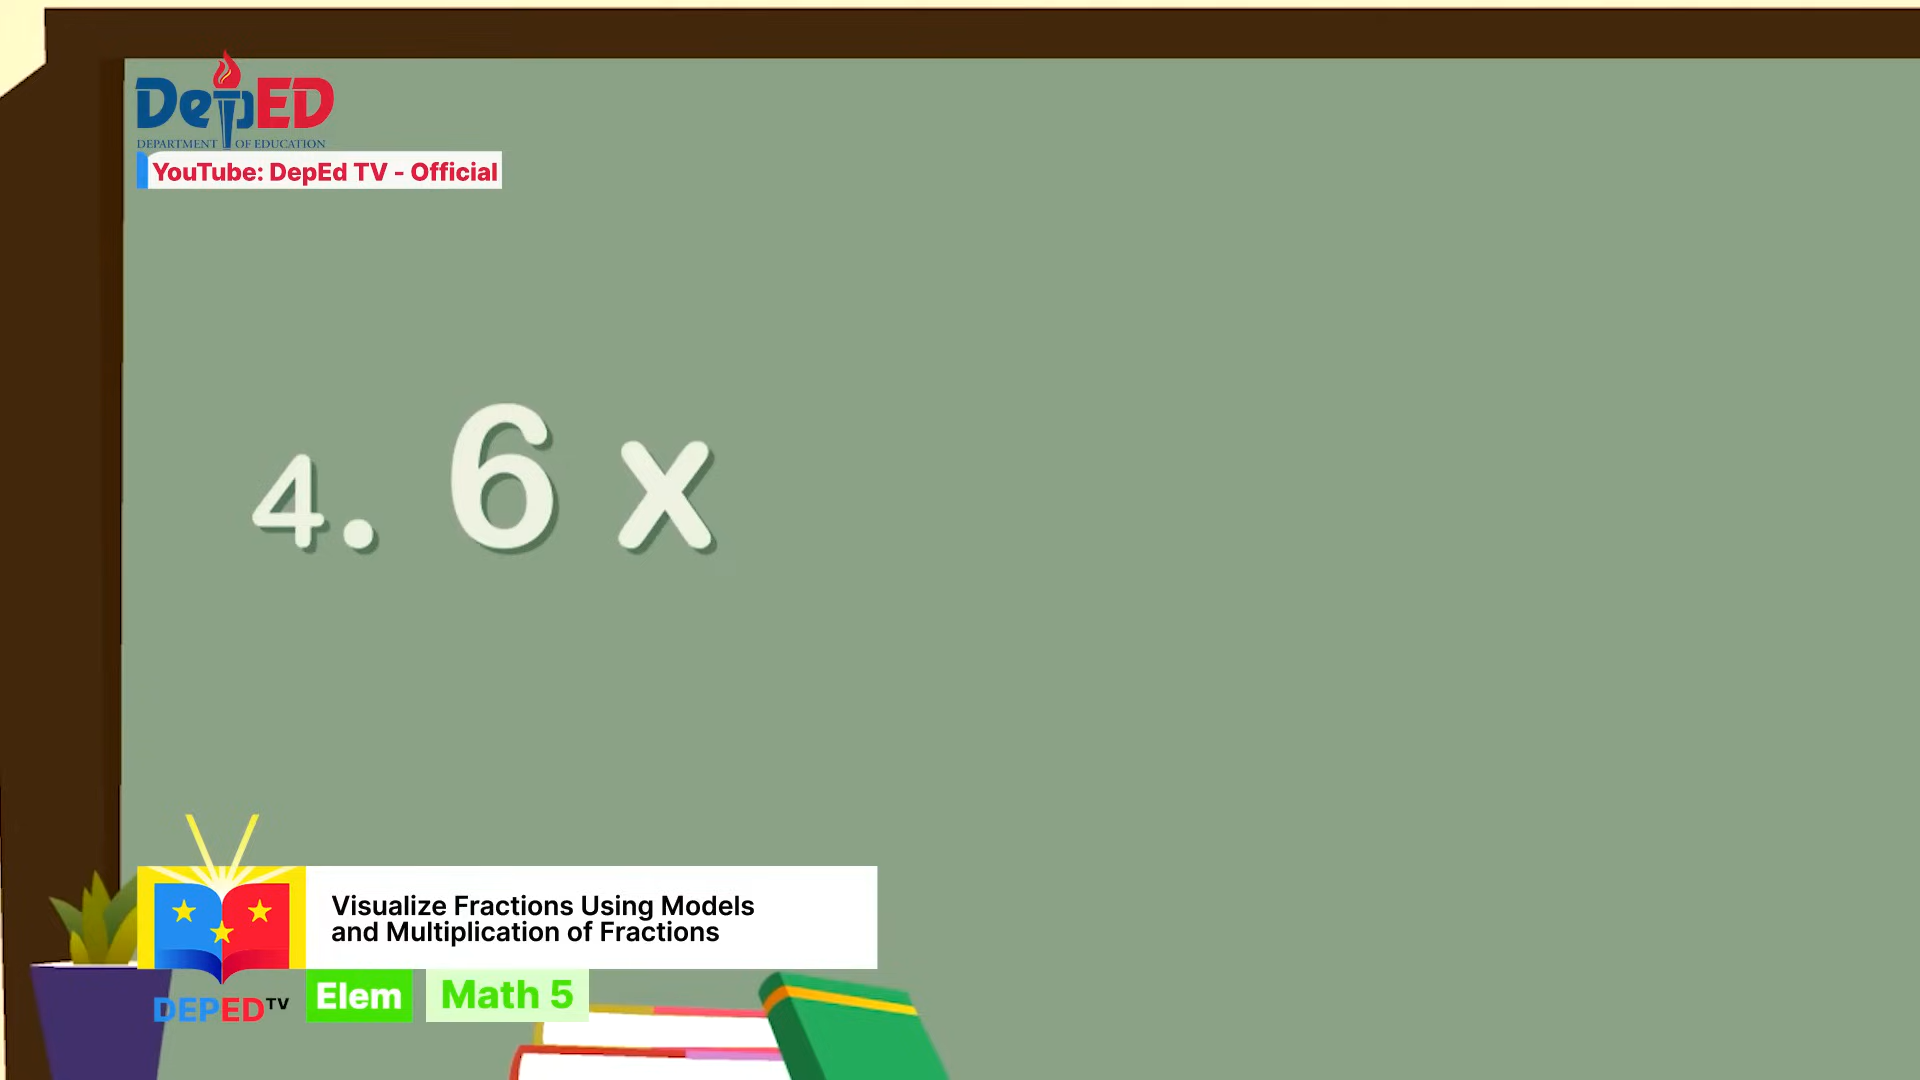 DepED
DEPARTMENT OF EDUCATION
YouTube: DepEd TV - Official
4. 6 x
Visualize Fractions Using Models
and Multiplication of Fractions
DEPED TV
Elem
Math 5